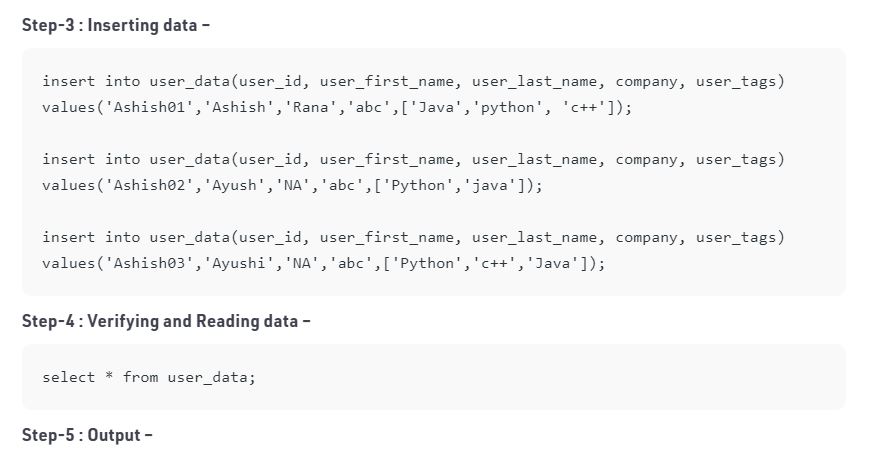 Step-3 : Inserting data –
insert into user_data(user_id, user_first_name, user_last_name, company, user_tags)
values('Ashish01','Ashish','Rana','abc',['Java','python', 'c++']);
insert into user_data(user_id, user_first_name, user_last_name, company, user_tags)
values('Ashish02','Ayush','NA','abc',['Python','java']);
insert into user_data(user_id, user_first_name, user_last_name, company, user_tags)
values('Ashish03','Ayushi','NA','abc',['Python','c++','Java']);
Step-4 : Verifying and Reading data –
select * from user_data;
Step-5 : Output –